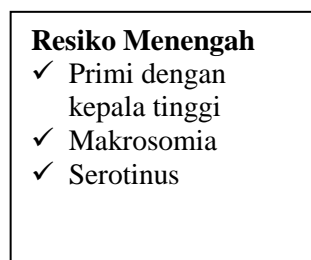 Resiko Menengah
✓ Primi dengan
kepala tinggi
✓ Makrosomia
✓ Serotinus